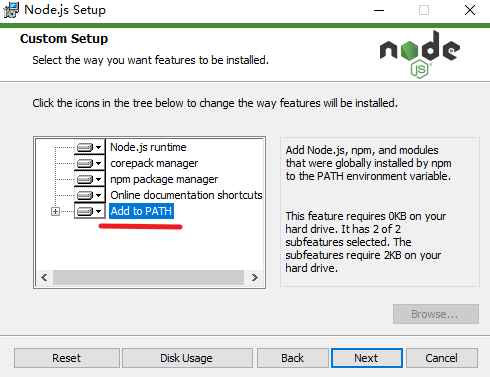 Node.js Setup
Custom Setup
Select the way you want features to be installed.
node
JS
Click the icons in the tree below to change the way features will be installed.
Node.js runtime
corepack manager
npm package manager
Online documentation shortcuts
Add to PATH
Add Node.js, npm, and modules
that were globally installed by npm
to the PATH environment variable.
This feature requires 0KB on your
hard drive. It has 2 of 2
subfeatures selected. The
subfeatures require 2KB on your
hard drive.
Browse...
Reset
Disk Usage
Back
Next
Cancel